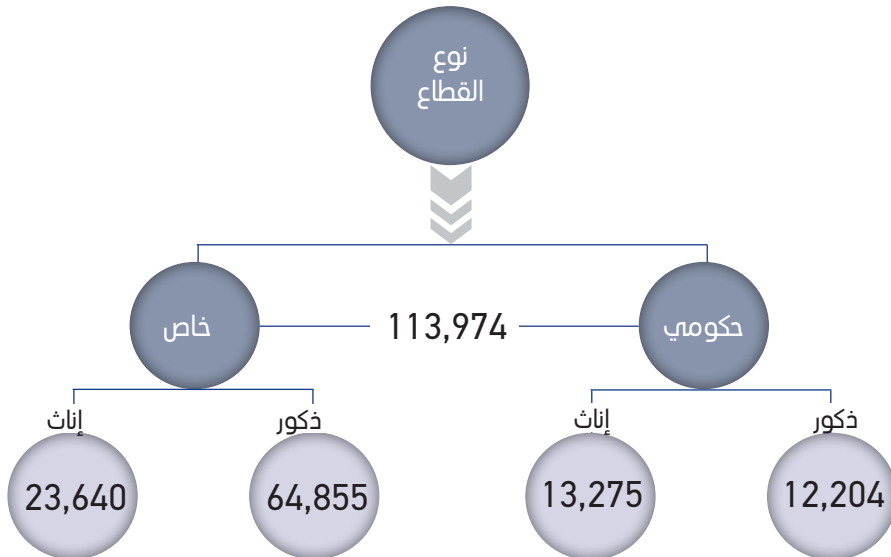 نوع
القطاع
حكومي
113,974
خاص
ذكور
إناث
ذكور
إناث
12,204
13,275
64,855
23,640